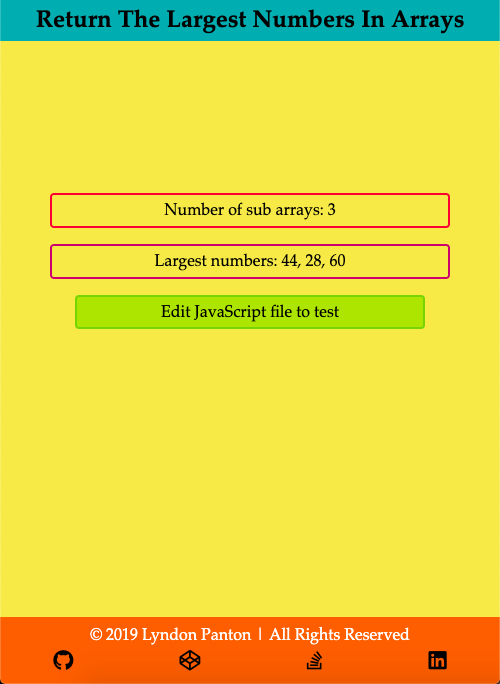 Return The Largest Numbers In Arrays
Number of sub arrays: 3
Largest numbers: 44, 28, 60
Edit JavaScript file to test
© 2019 Lyndon Panton | All Rights Reserved